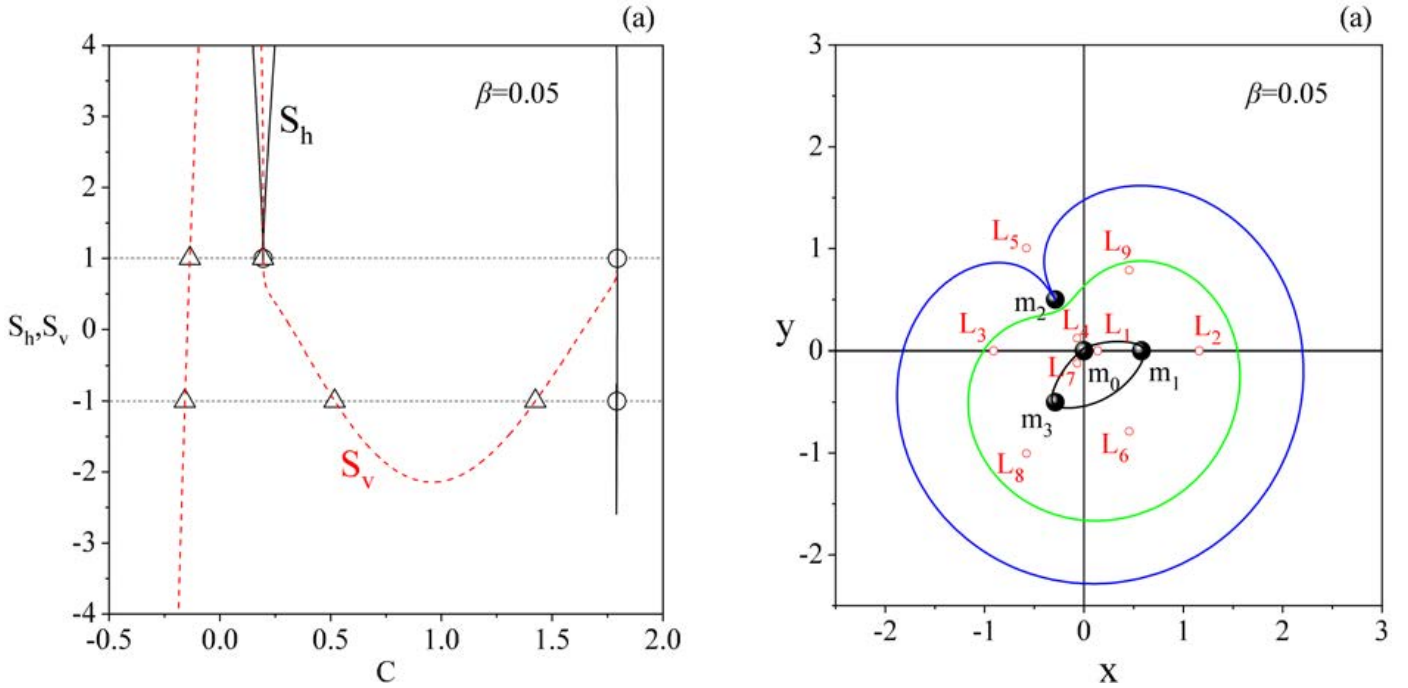 (a)
4
3
2
1
0
-1
-2
-3
-4
S_h,S_v
β=0.05
S_h
S_v
-0.5
0.0
0.5
1.0
1.5
2.0
C
(a)
3
2
1
0
-1
-2
y
β=0.05
L_5
L_9
m_2
L_3
L_4
L_1
L_2
L_7
m_0
m_1
m_3
L_6
L_8
-2
-1
0
1
2
3
x